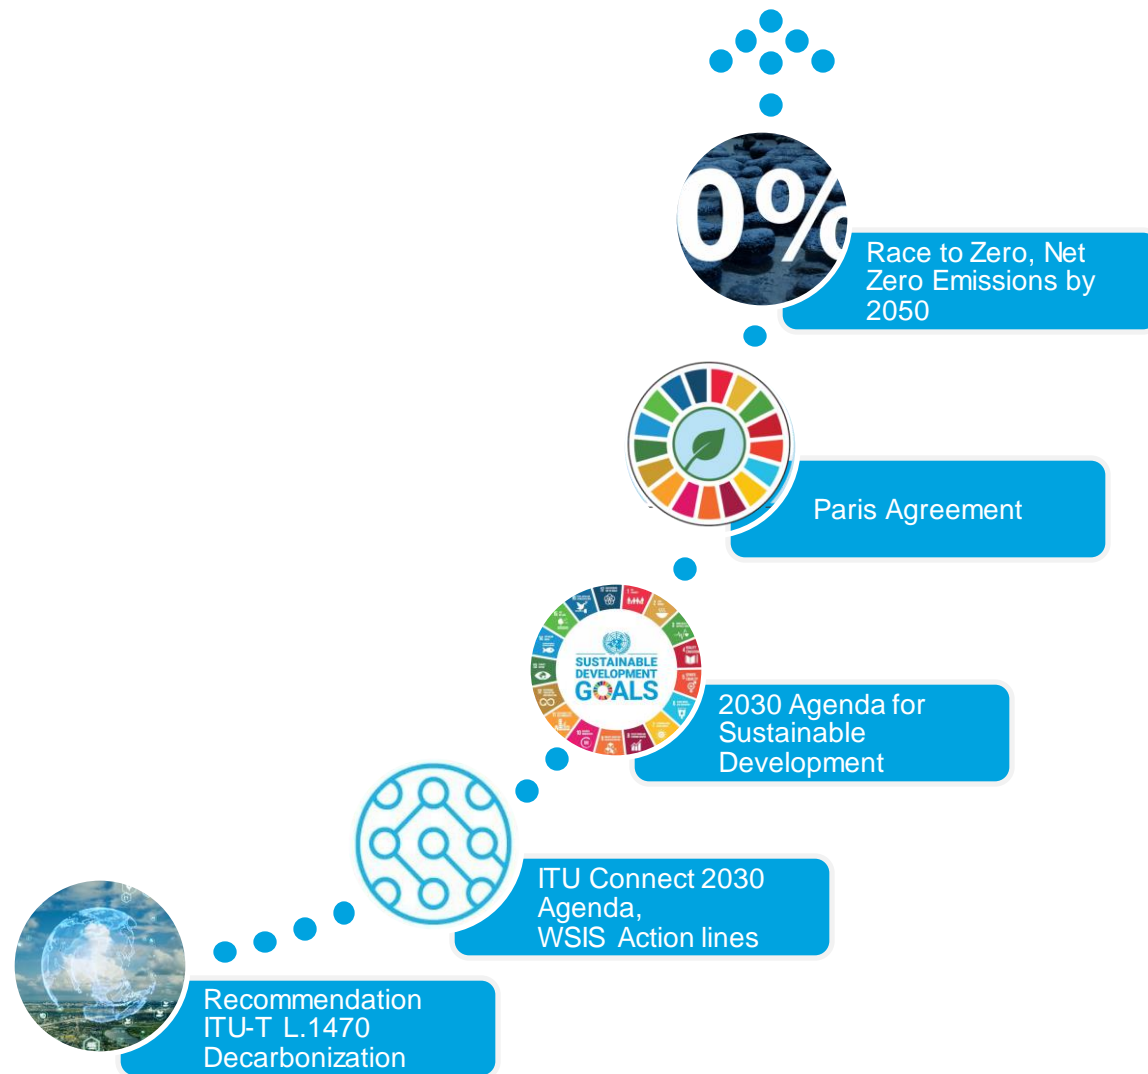 0%
Race to Zero, Net
Zero Emissions by
2050
Paris Agreement
SUSTAINABLE
DEVELOPMENT
GOALS
2030 Agenda for
Sustainable
Development
ITU Connect 2030
Agenda,
WSIS Action lines
Recommendation
ITU-T L.1470
Decarbonization